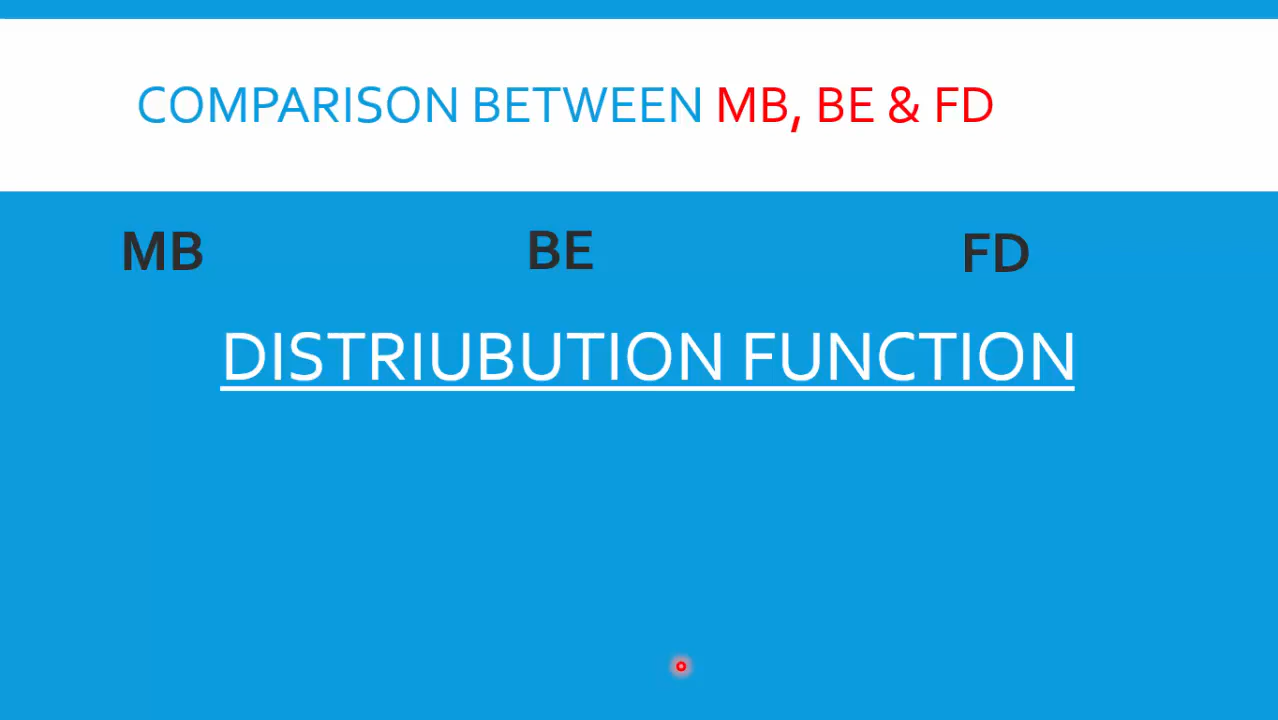 COMPARISON BETWEEN MB, BE & FD
MB BE FD
DISTRIUBUTION FUNCTION